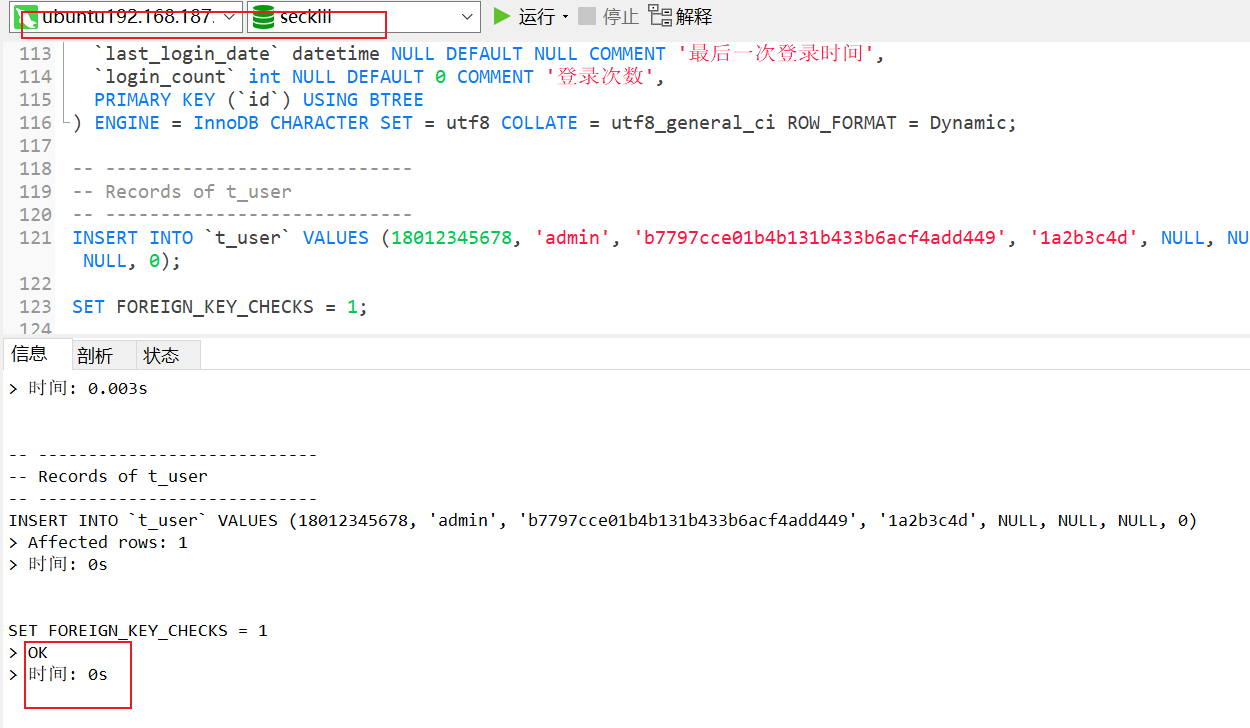 ubuntu192.168.187. seckill 运行 停止 解释
113 `last_login_date` datetime NULL DEFAULT NULL COMMENT '最后一次登录时间',
114 `login_count` int NULL DEFAULT 0 COMMENT '登录次数',
115 PRIMARY KEY (`id`) USING BTREE
116 ) ENGINE = InnoDB CHARACTER SET = utf8 COLLATE = utf8_general_ci ROW_FORMAT = Dynamic;
117
118 -- ----------------------------
119 -- Records of t_user
120 -- ----------------------------
121 INSERT INTO `t_user` VALUES (18012345678, 'admin', 'b7797cce01b4b131b433b6acf4add449', '1a2b3c4d', NULL, NU
NULL, 0);
122
123 SET FOREIGN_KEY_CHECKS = 1;
124
信息 剖析 状态
> 时间: 0.003s
-- ----------------------------
-- Records of t_user
-- ----------------------------
INSERT INTO `t_user` VALUES (18012345678, 'admin', 'b7797cce01b4b131b433b6acf4add449', '1a2b3c4d', NULL, NULL, NULL, 0)
> Affected rows: 1
> 时间: 0s
SET FOREIGN_KEY_CHECKS = 1
> OK
> 时间: 0s